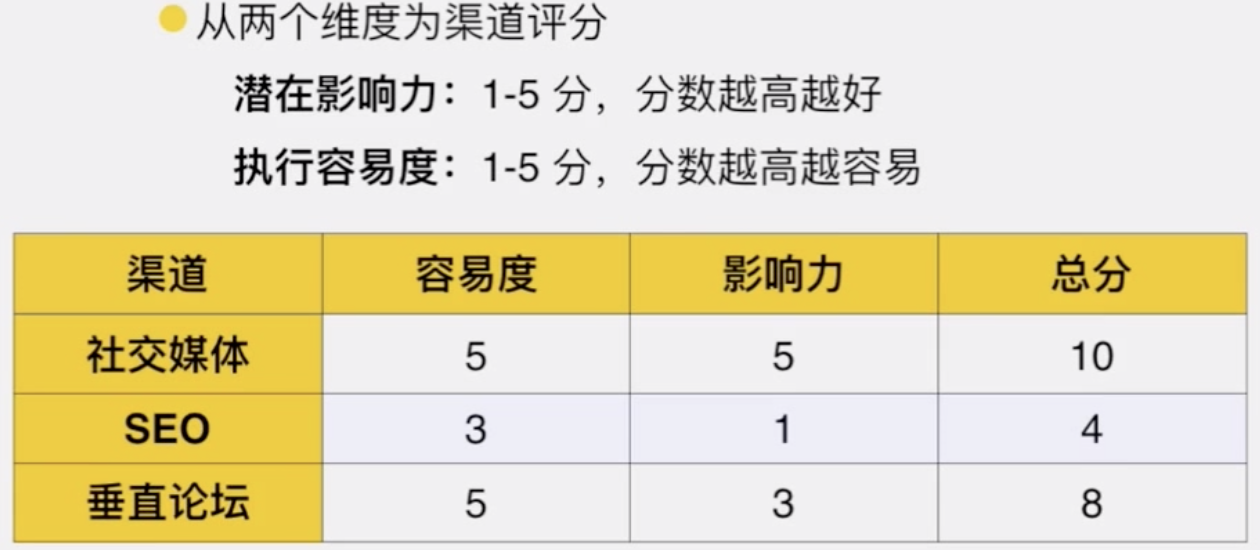 从两个维度为渠道评分
潜在影响力：1-5 分，分数越高越好
执行容易度：1-5 分，分数越高越容易
渠道 容易度 影响力 总分
社交媒体 5 5 10
SEO 3 1 4
垂直论坛 5 3 8